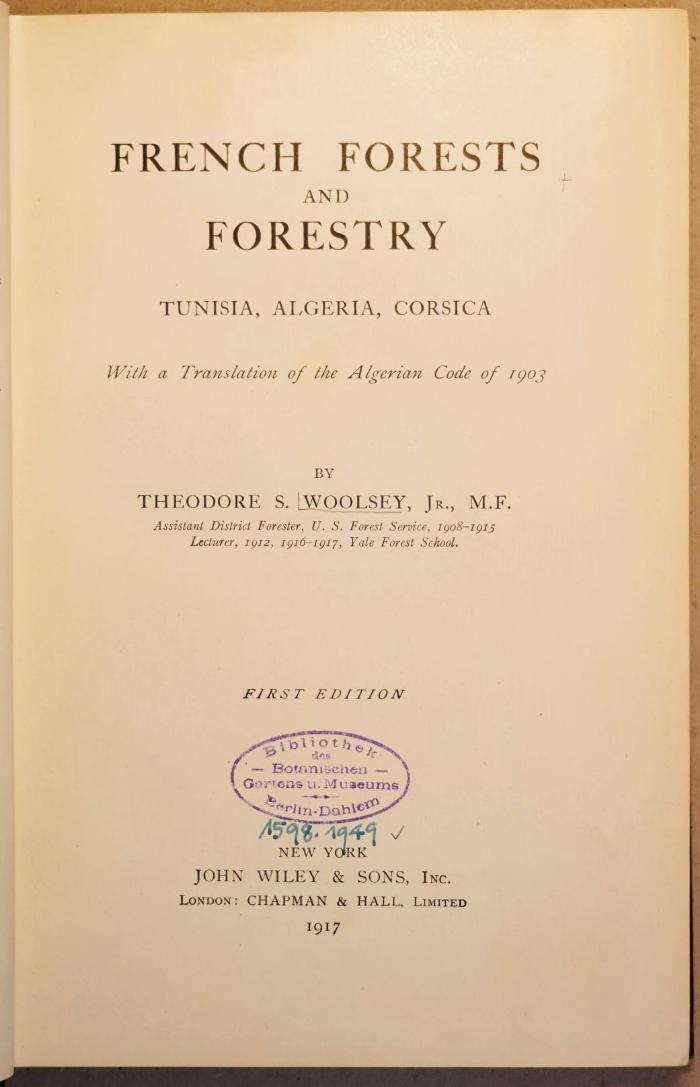 FRENCH FORESTS
AND
FORESTRY
TUNISIA, ALGERIA, CORSICA
With a Translation of the Algerian Code of 1903
BY
THEODORE S. WOOLSEY, Jr., M.F.
Assistant District Forester, U. S. Forest Service, 1908–1915
Lecturer, 1912, 1916–1917, Yale Forest School.
FIRST EDITION
Bibliothek
des
— Botanischen —
Gartens u. Museums
Berlin-Dahlem
1598.1949
NEW YORK
JOHN WILEY & SONS, Inc.
London: CHAPMAN & HALL, Limited
1917